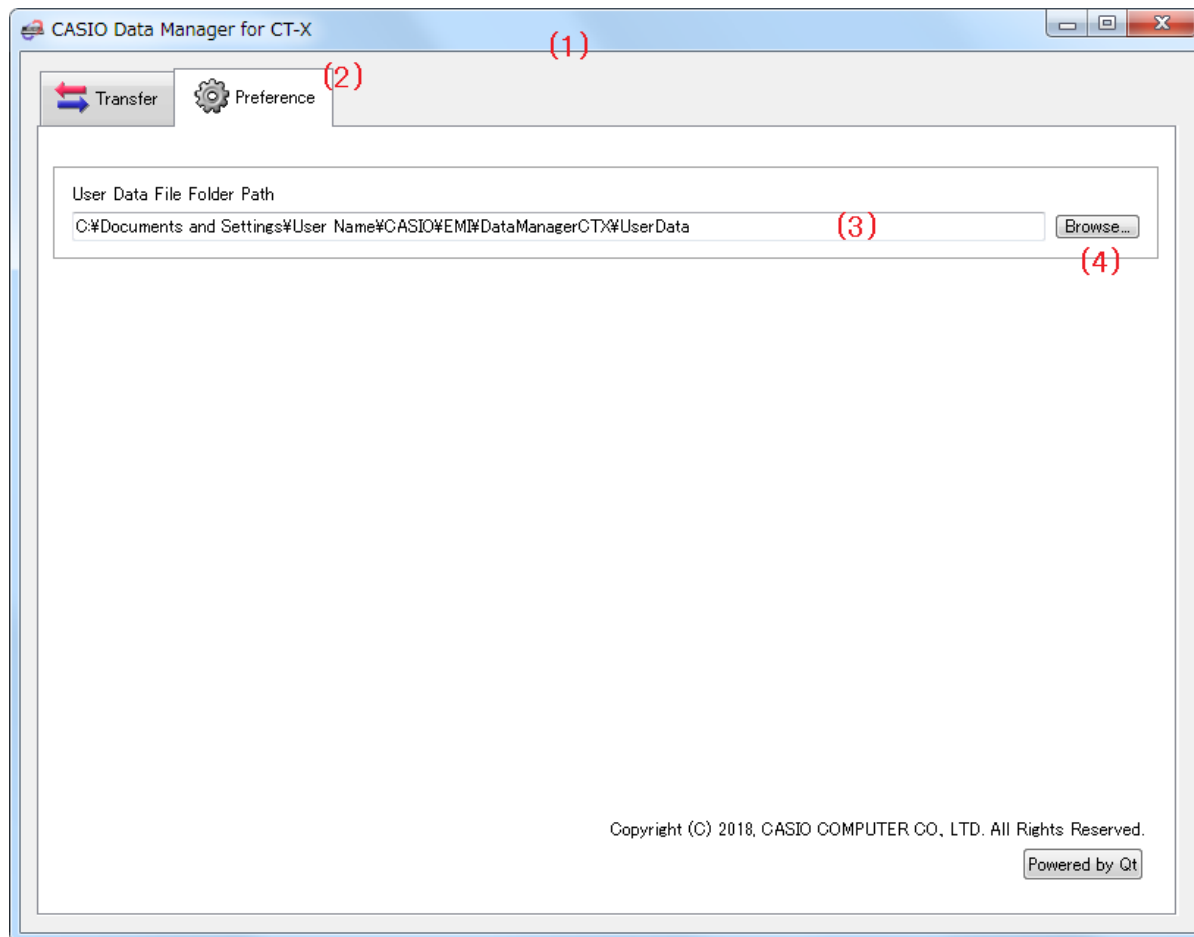 CASIO Data Manager for CT-X
(1)
Transfer
Preference
(2)
User Data File Folder Path
C:¥Documents and Settings¥User Name¥CASIO¥EMI¥DataManagerCTX¥UserData
(3)
Browse...
(4)
Copyright (C) 2018, CASIO COMPUTER CO., LTD. All Rights Reserved.
Powered by Qt